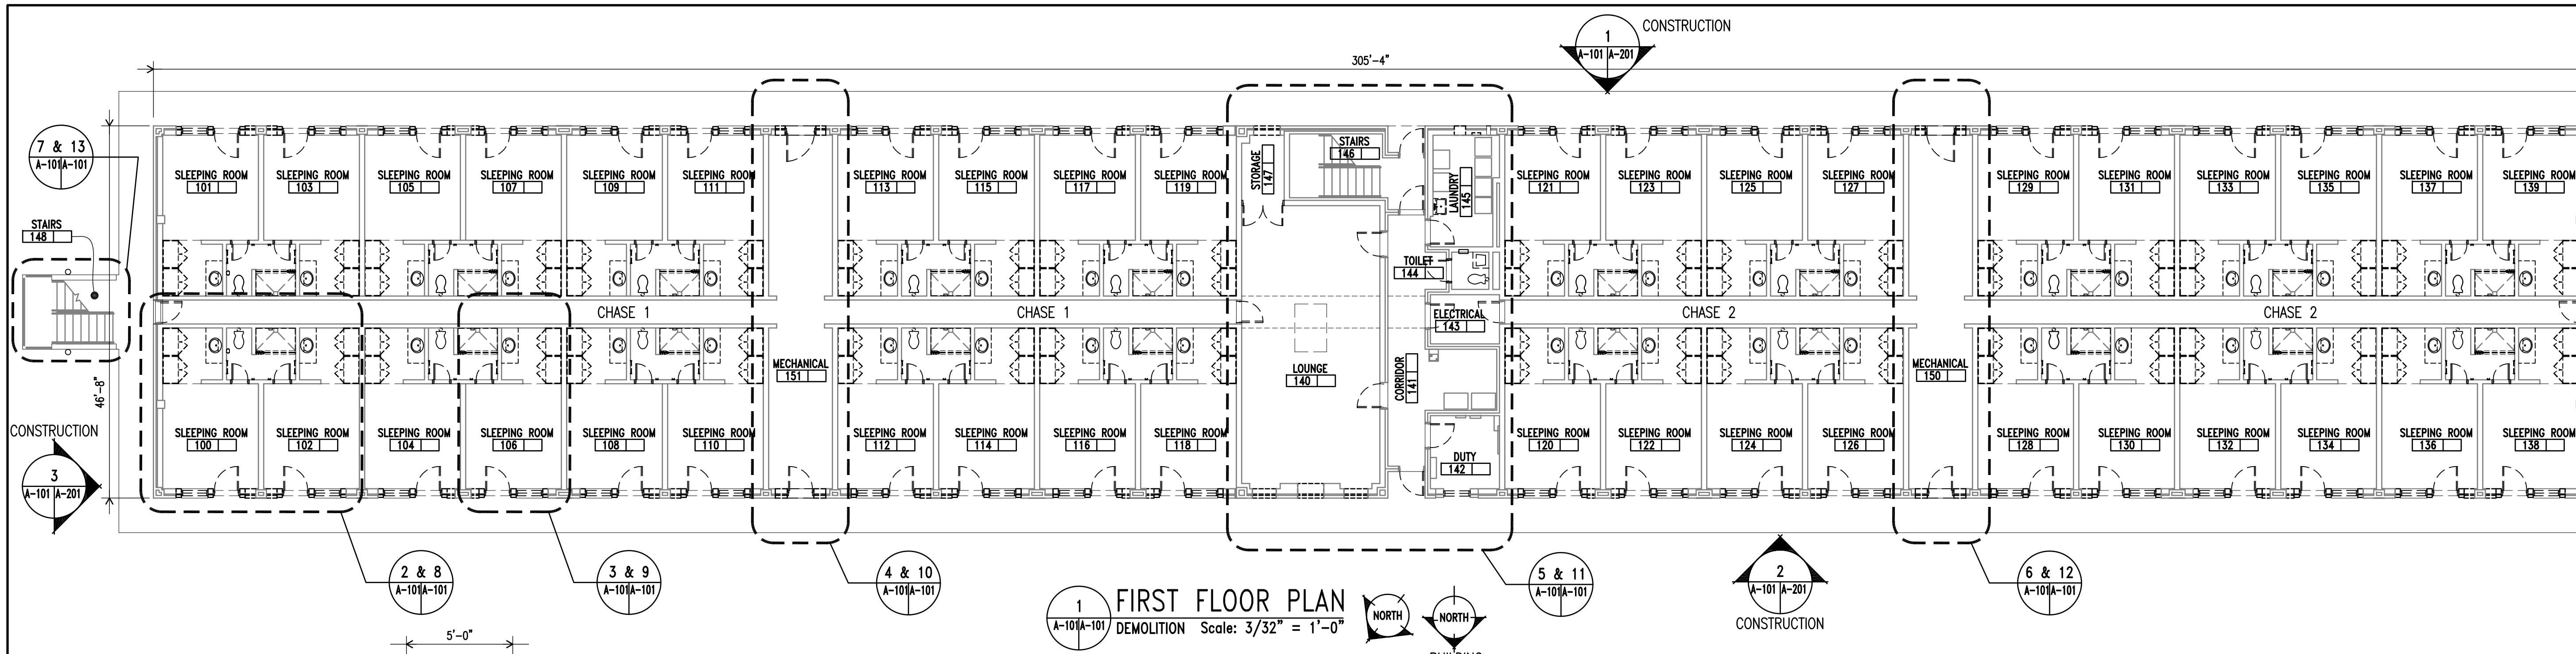 CONSTRUCTION
1
A-101 A-201
305'-4"
7 & 13
A-101 A-101
STAIRS
148
46'-8"
CONSTRUCTION
3
A-101 A-201
SLEEPING ROOM
101
SLEEPING ROOM
103
SLEEPING ROOM
105
SLEEPING ROOM
107
SLEEPING ROOM
109
SLEEPING ROOM
111
SLEEPING ROOM
113
SLEEPING ROOM
115
SLEEPING ROOM
117
SLEEPING ROOM
119
STORAGE
147
STAIRS
146
LAUNDRY
145
SLEEPING ROOM
121
SLEEPING ROOM
123
SLEEPING ROOM
125
SLEEPING ROOM
127
SLEEPING ROOM
129
SLEEPING ROOM
131
SLEEPING ROOM
133
SLEEPING ROOM
135
SLEEPING ROOM
137
SLEEPING ROOM
139
TOILET
144
CHASE 1
CHASE 1
ELECTRICAL
143
CHASE 2
CHASE 2
MECHANICAL
151
LOUNGE
140
CORRIDOR
141
MECHANICAL
150
SLEEPING ROOM
100
SLEEPING ROOM
102
SLEEPING ROOM
104
SLEEPING ROOM
106
SLEEPING ROOM
108
SLEEPING ROOM
110
SLEEPING ROOM
112
SLEEPING ROOM
114
SLEEPING ROOM
116
SLEEPING ROOM
118
DUTY
142
SLEEPING ROOM
120
SLEEPING ROOM
122
SLEEPING ROOM
124
SLEEPING ROOM
126
SLEEPING ROOM
128
SLEEPING ROOM
130
SLEEPING ROOM
132
SLEEPING ROOM
134
SLEEPING ROOM
136
SLEEPING ROOM
138
2 & 8
A-101 A-101
3 & 9
A-101 A-101
4 & 10
A-101 A-101
5 & 11
A-101 A-101
2
A-101 A-201
CONSTRUCTION
6 & 12
A-101 A-101
1
A-101 A-101
FIRST FLOOR PLAN
DEMOLITION Scale: 3/32" = 1'-0"
NORTH
NORTH
5'-0"